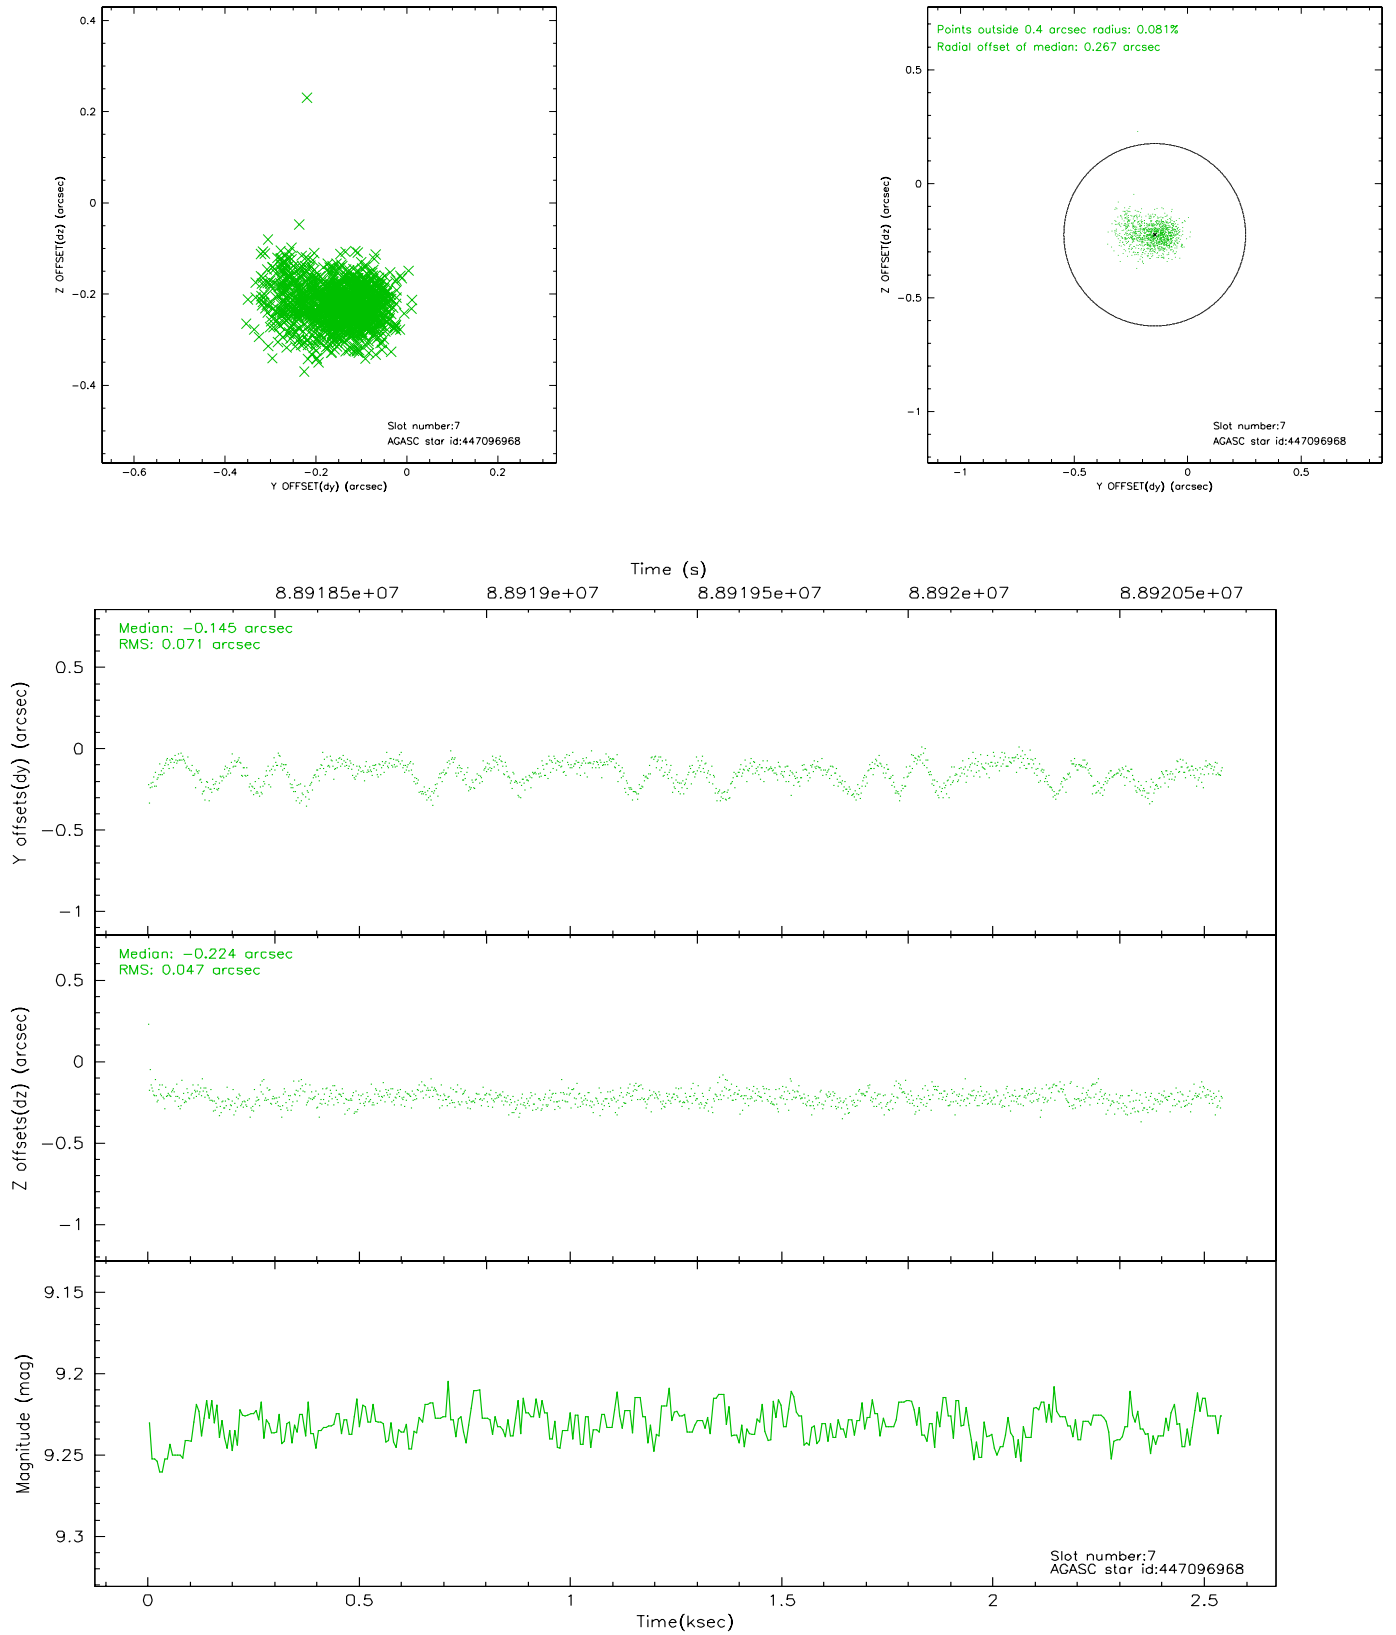 0.4
0.2
0
−0.2
−0.4
Z OFFSET(dz) (arcsec)
Slot number:7
AGASC star id:447096968
−0.6
−0.4
−0.2
0
0.2
Y OFFSET(dy) (arcsec)
Points outside 0.4 arcsec radius: 0.081%
Radial offset of median: 0.267 arcsec
0.5
0
−0.5
−1
Z OFFSET(dz) (arcsec)
Slot number:7
AGASC star id:447096968
−1
−0.5
0
0.5
Y OFFSET(dy) (arcsec)
Time (s)
8.89185e+07
8.8919e+07
8.89195e+07
8.892e+07
8.89205e+07
Median: −0.145 arcsec
RMS: 0.071 arcsec
0.5
0
−0.5
−1
Y offsets(dy) (arcsec)
Median: −0.224 arcsec
RMS: 0.047 arcsec
0.5
0
−0.5
−1
Z offsets(dz) (arcsec)
9.15
9.2
9.25
9.3
Magnitude (mag)
Slot number:7
AGASC star id:447096968
0
0.5
1
1.5
2
2.5
Time(ksec)